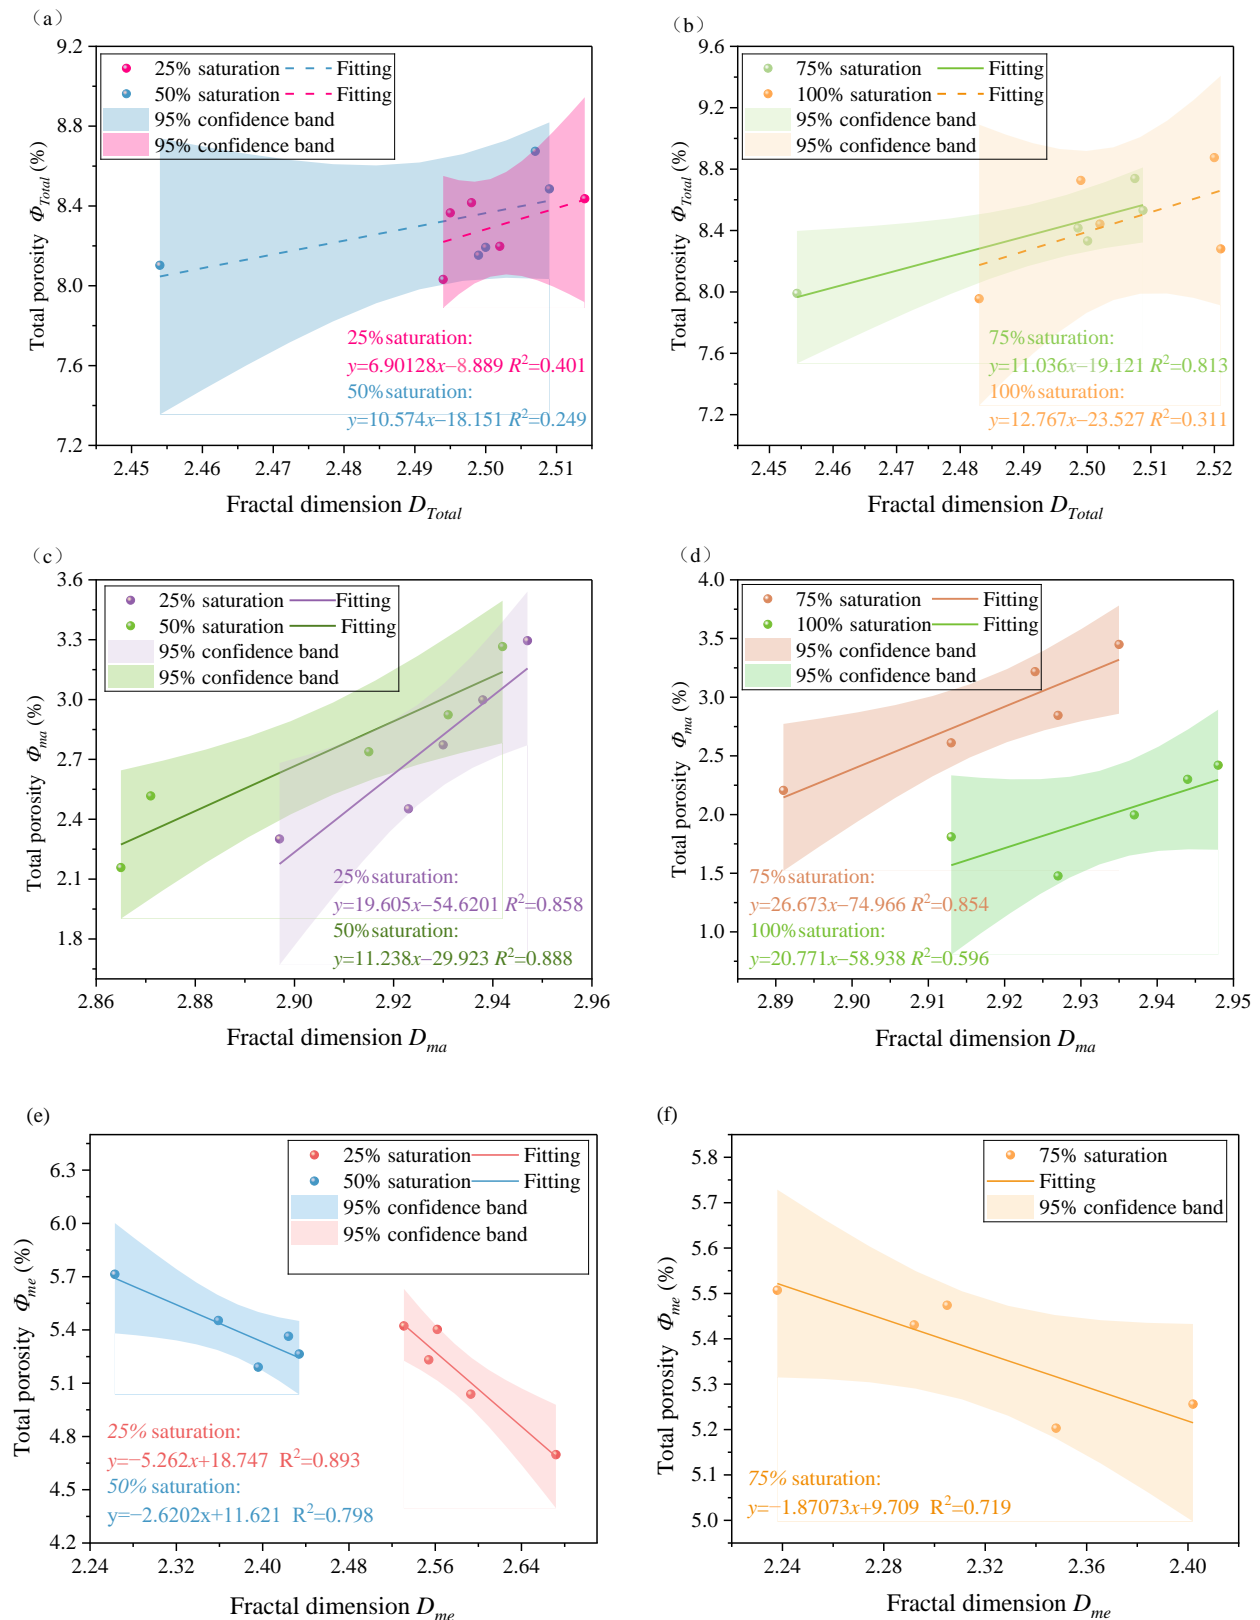 （a）
9.2
8.8
8.4
8.0
7.6
7.2
Total porosity Φ_Total (%)
25% saturation Fitting
50% saturation Fitting
95% confidence band
95% confidence band
25% saturation:
y=6.90128x−8.889 R²=0.401
50% saturation:
y=10.574x−18.151 R²=0.249
2.45 2.46 2.47 2.48 2.49 2.50 2.51
Fractal dimension D_Total
（b）
9.6
9.2
8.8
8.4
8.0
7.6
7.2
Total porosity Φ_Total (%)
75% saturation Fitting
100% saturation Fitting
95% confidence band
95% confidence band
75% saturation:
y=11.036x−19.121 R²=0.813
100% saturation:
y=12.767x−23.527 R²=0.311
2.45 2.46 2.47 2.48 2.49 2.50 2.51 2.52
Fractal dimension D_Total
（c）
3.6
3.3
3.0
2.7
2.4
2.1
1.8
Total porosity Φ_ma (%)
25% saturation Fitting
50% saturation Fitting
95% confidence band
95% confidence band
25% saturation:
y=19.605x−54.6201 R²=0.858
50% saturation:
y=11.238x−29.923 R²=0.888
2.86 2.88 2.90 2.92 2.94 2.96
Fractal dimension D_ma
（d）
4.0
3.5
3.0
2.5
2.0
1.5
1.0
Total porosity Φ_ma (%)
75% saturation Fitting
100% saturation Fitting
95% confidence band
95% confidence band
75% saturation:
y=26.673x−74.966 R²=0.854
100% saturation:
y=20.771x−58.938 R²=0.596
2.89 2.90 2.91 2.92 2.93 2.94 2.95
Fractal dimension D_ma
(e)
6.3
6.0
5.7
5.4
5.1
4.8
4.5
4.2
Total porosity Φ_me (%)
25% saturation Fitting
50% saturation Fitting
95% confidence band
95% confidence band
25% saturation:
y=−5.262x+18.747 R²=0.893
50% saturation:
y=−2.6202x+11.621 R²=0.798
2.24 2.32 2.40 2.48 2.56 2.64
Fractal dimension D_me
(f)
5.8
5.7
5.6
5.5
5.4
5.3
5.2
5.1
5.0
Total porosity Φ_me (%)
75% saturation
Fitting
95% confidence band
75% saturation:
y=−1.87073x+9.709 R²=0.719
2.24 2.28 2.32 2.36 2.40
Fractal dimension D_me